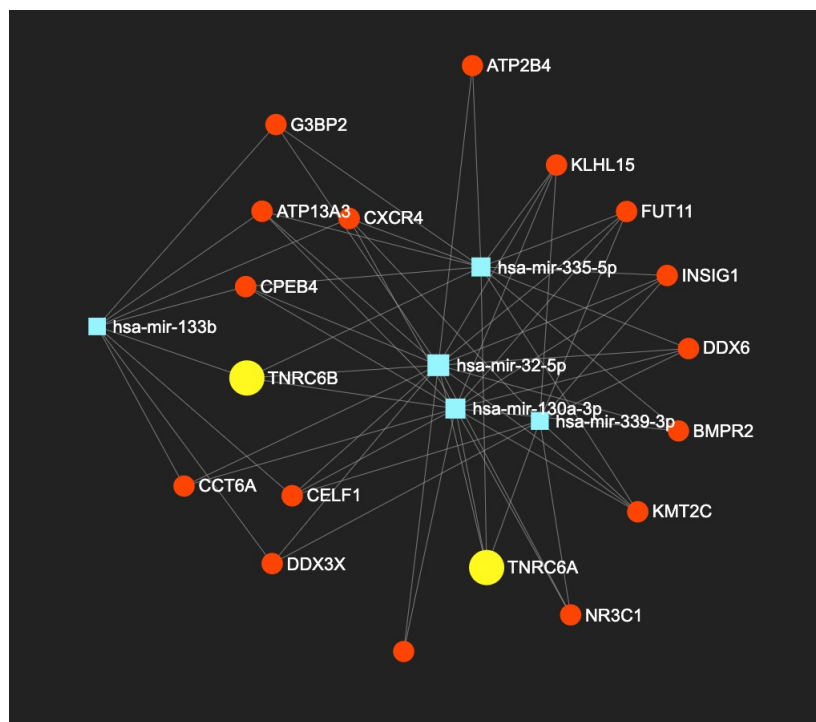 ATP2B4
G3BP2
KLHL15
ATP13A3
CXCR4
FUT11
hsa-mir-335-5p
INSIG1
CPEB4
hsa-mir-133b
DDX6
hsa-mir-32-5p
TNRC6B
hsa-mir-130a-3p
hsa-mir-339-3p
BMPR2
CCT6A
CELF1
KMT2C
DDX3X
TNRC6A
NR3C1